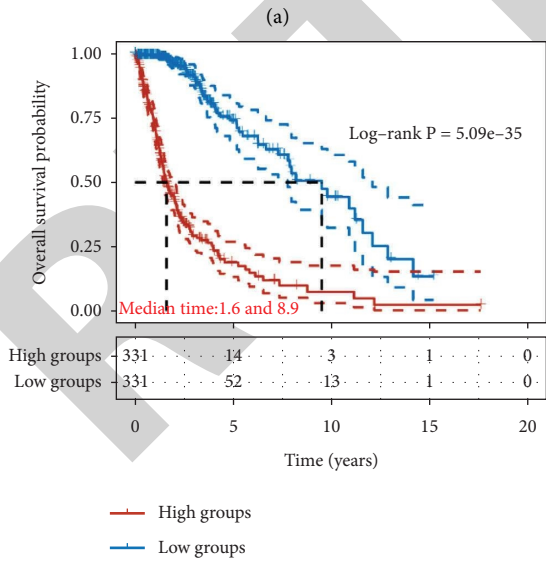 (a)
1.00
0.75
0.50
0.25
0.00
Overall survival probability
Log–rank P = 5.09e–35
Median time:1.6 and 8.9
High groups 331 14 3 1 0
Low groups 331 52 13 1 0
0 5 10 15 20
Time (years)
High groups
Low groups